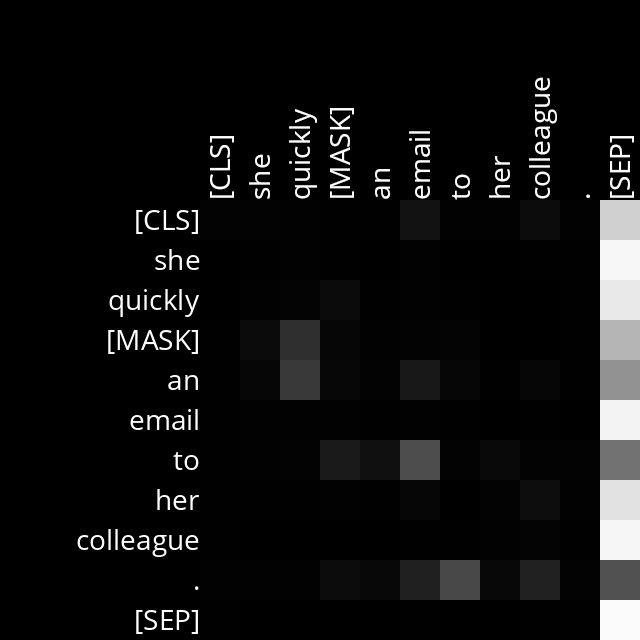 [CLS]
she
quickly
[MASK]
an
email
to
her
colleague
.
[SEP]
[CLS]
she
quickly
[MASK]
an
email
to
her
colleague
.
[SEP]